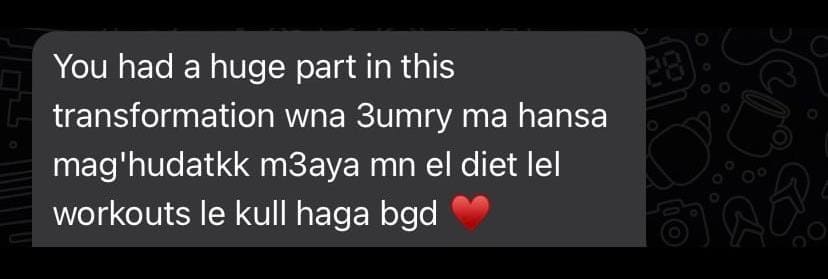 You had a huge part in this
transformation wna 3umry ma hansa
mag'hudatkk m3aya mn el diet lel
workouts le kull haga bgd ♥️